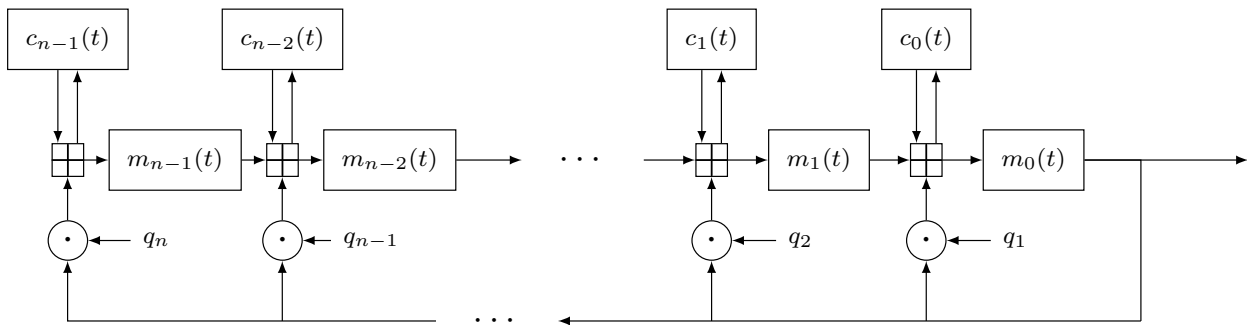 c_{n−1}(t) c_{n−2}(t) c_1(t) c_0(t)
m_{n−1}(t) m_{n−2}(t) ··· m_1(t) m_0(t)
· q_n · q_{n−1} · q_2 · q_1
···